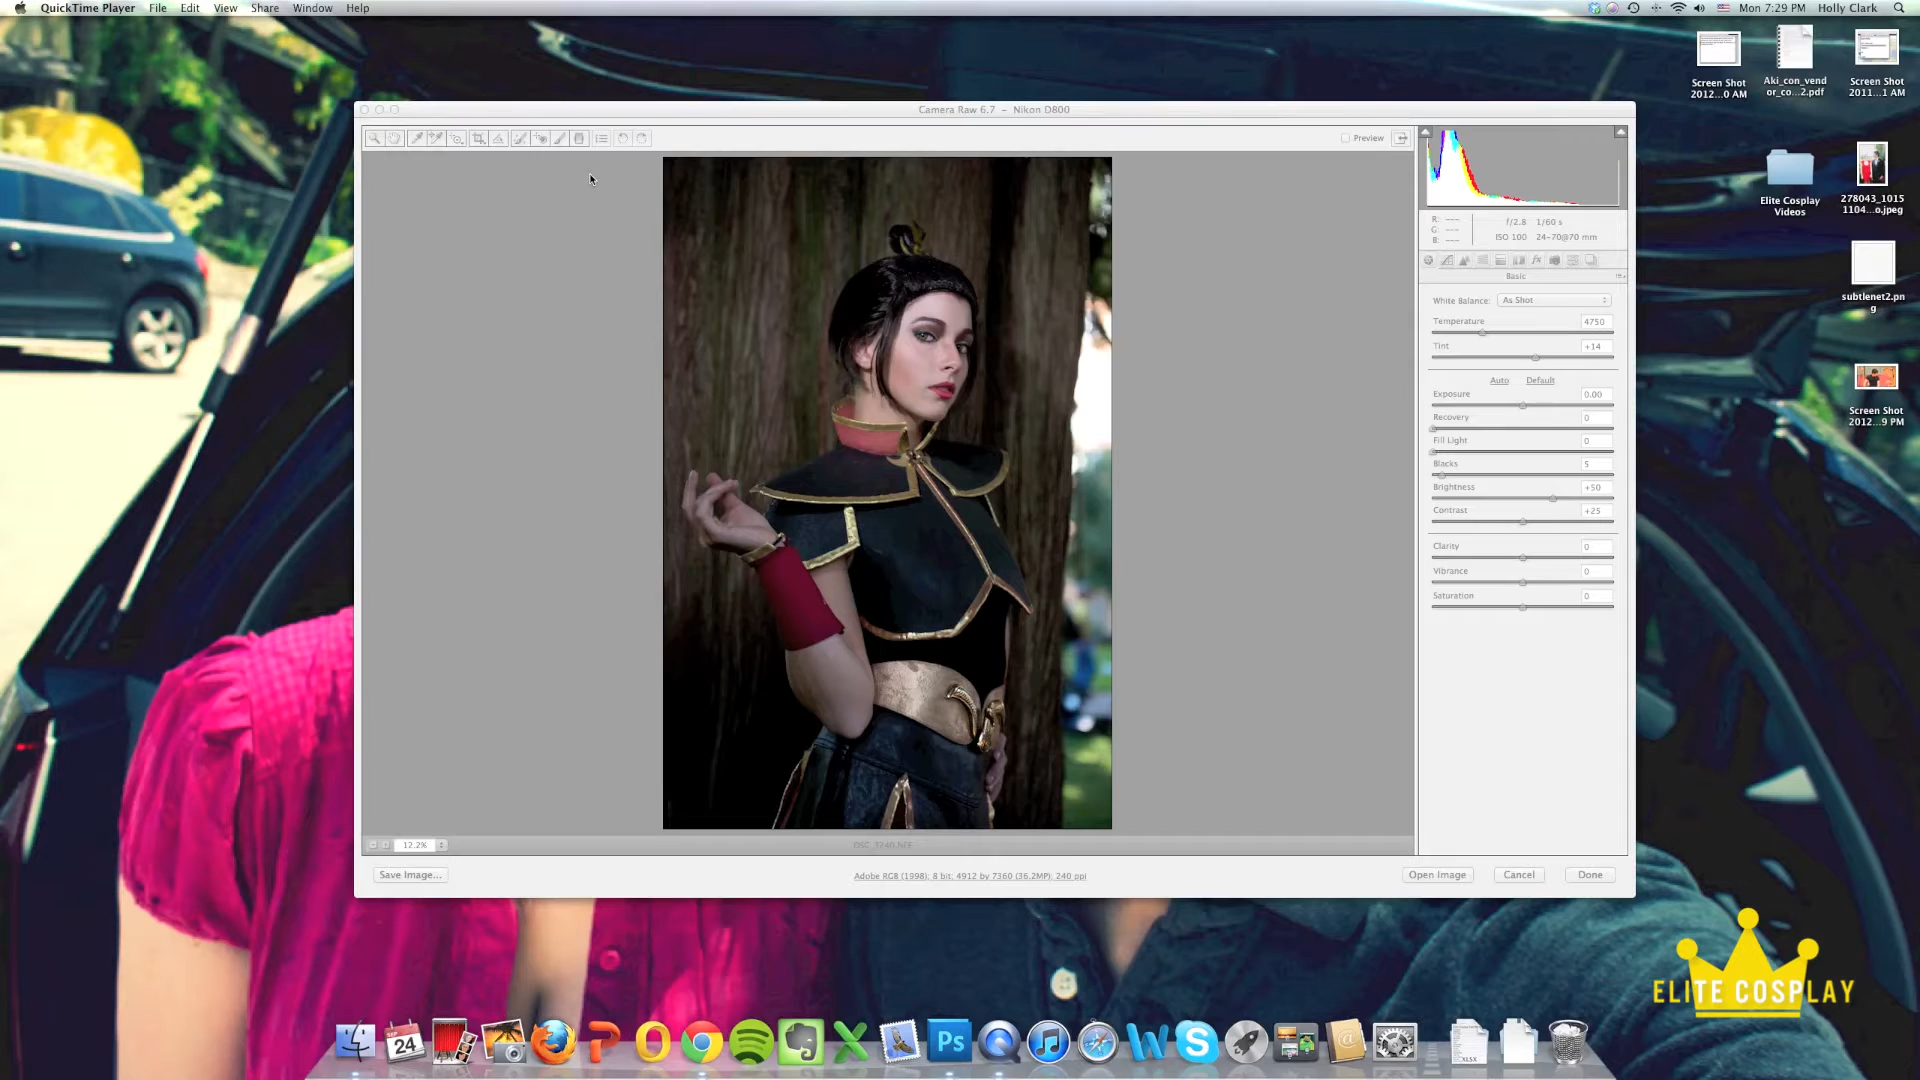 QuickTime Player File Edit View Share Window Help
Mon 7:29 PM Holly Clark
Screen Shot
2012...0 AM
Aki_con_vend
or_co...2.pdf
Screen Shot
2011...1 AM
Elite Cosplay
Videos
278043_1015
1104...o.jpeg
subtlenet2.pn
g
Screen Shot
2012...9 PM
Camera Raw 6.7 - Nikon D800
Preview
R: ---
G: ---
B: ---
f/2.8 1/60 s
ISO 100 24-70@70 mm
Basic
White Balance: As Shot
Temperature 4750
Tint +14
Auto Default
Exposure 0.00
Recovery 0
Fill Light 0
Blacks 5
Brightness +50
Contrast +25
Clarity 0
Vibrance 0
Saturation 0
12.2%
Save Image...
Adobe RGB (1998); 8 bit; 4912 by 7360 (36.2MP); 240 ppi
Open Image Cancel Done
ELITE COSPLAY
SEP
24
Ps
XLSX